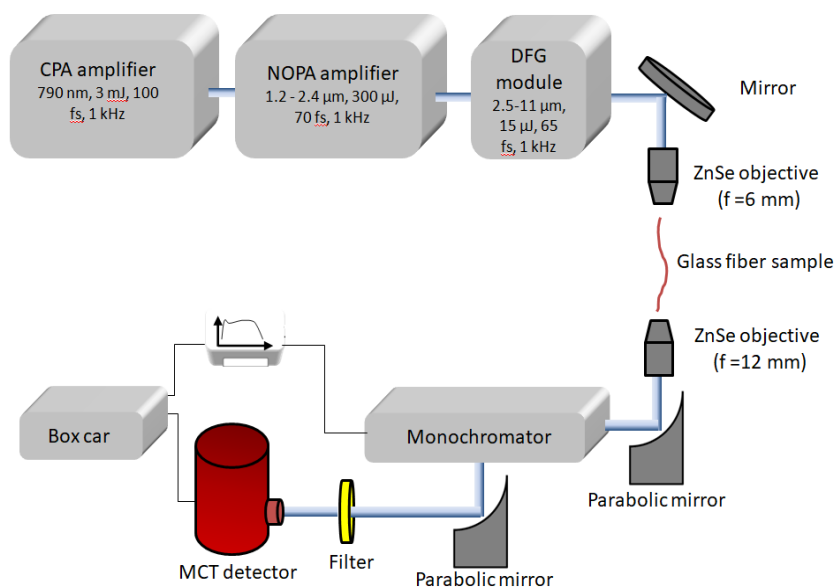 CPA amplifier
790 nm, 3 mJ, 100
fs, 1 kHz
NOPA amplifier
1.2 - 2.4 µm, 300 µJ,
70 fs, 1 kHz
DFG
module
2.5-11 µm,
15 µJ, 65
fs, 1 kHz
Mirror
ZnSe objective
(f =6 mm)
Glass fiber sample
ZnSe objective
(f =12 mm)
Box car
Monochromator
Parabolic mirror
MCT detector
Filter
Parabolic mirror